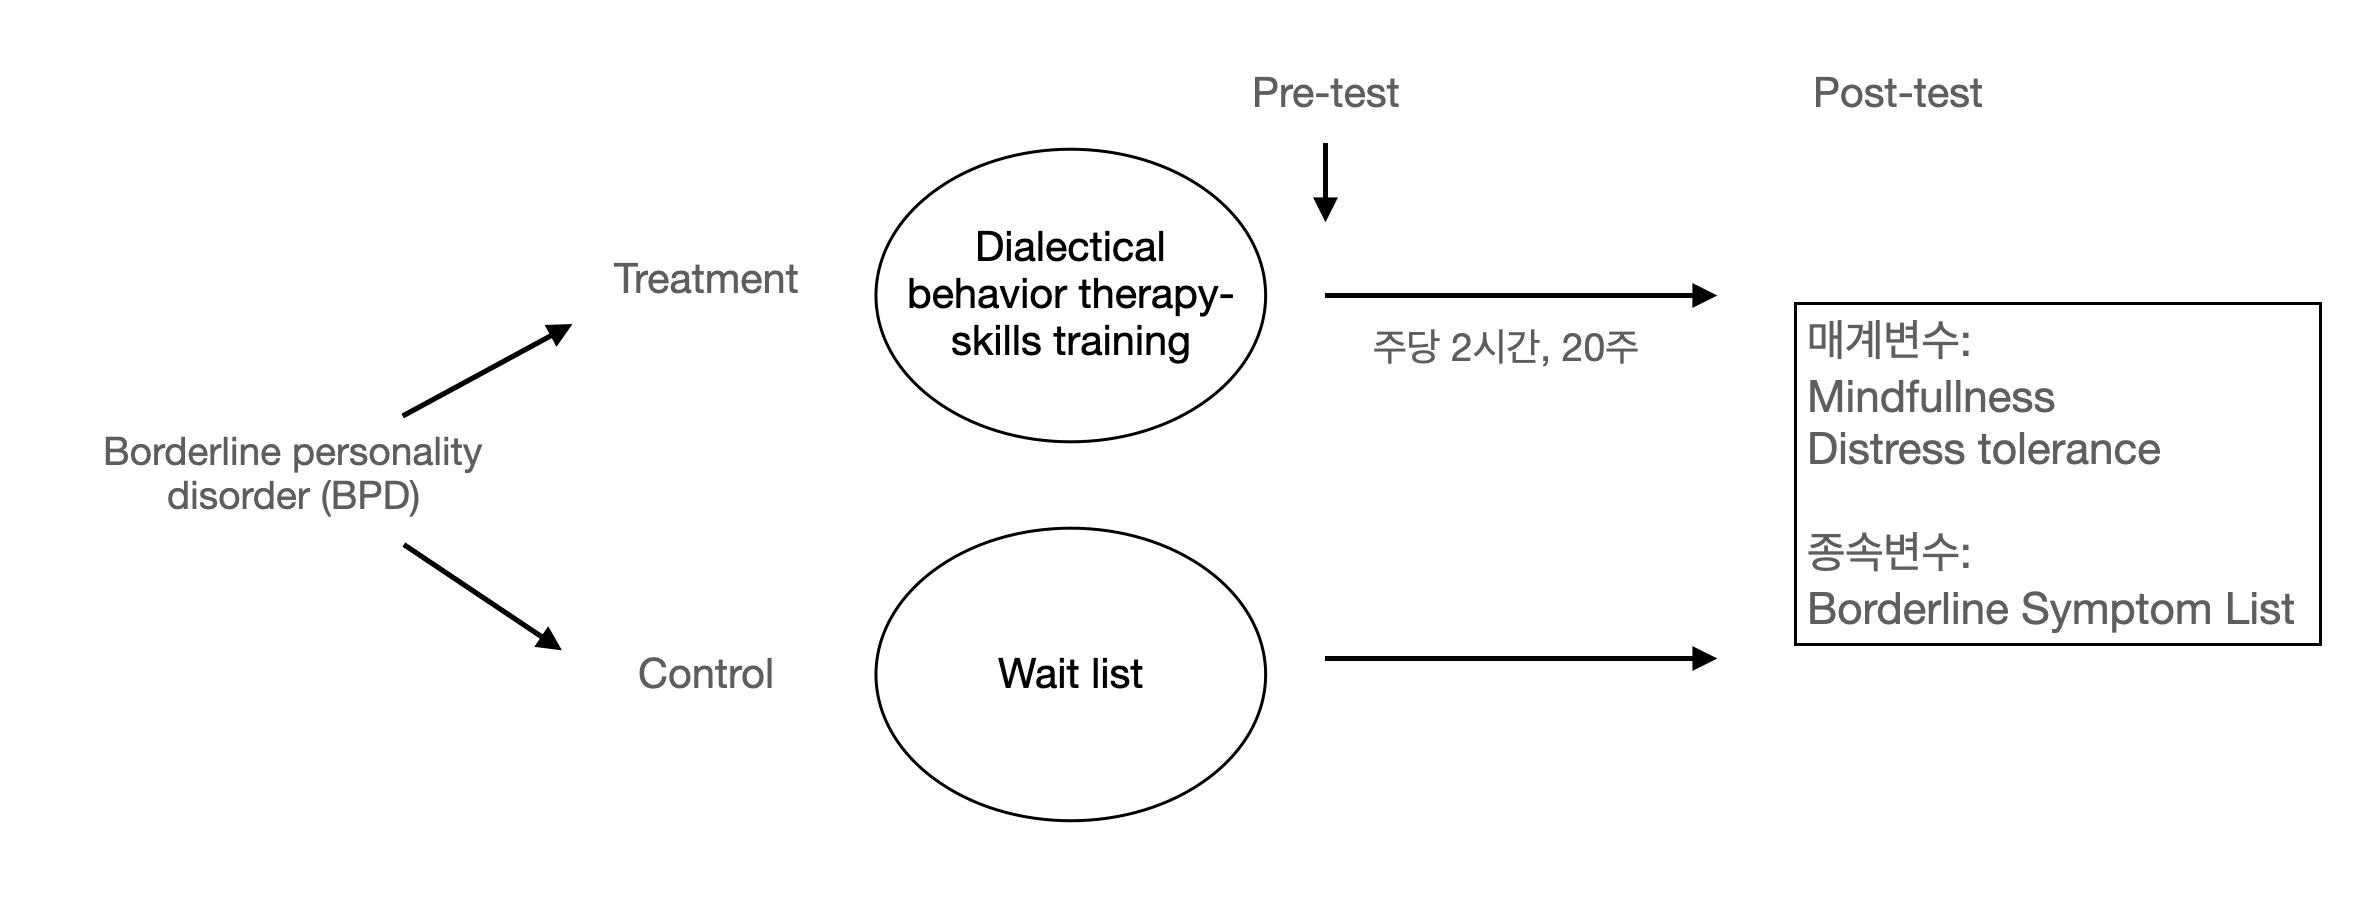 Pre-test
Post-test
Treatment
Dialectical
behavior therapy-
skills training
주당 2시간, 20주
Borderline personality
disorder (BPD)
Control
Wait list
매계변수:
Mindfullness
Distress tolerance
종속변수:
Borderline Symptom List